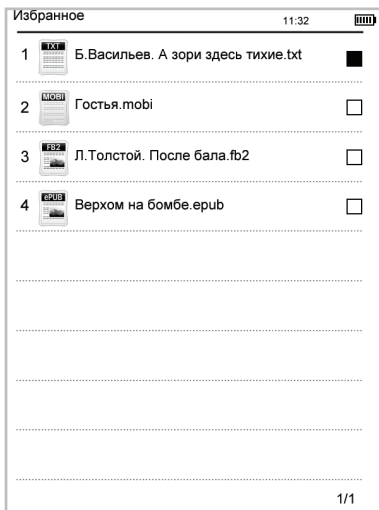 Избранное 11:32
1 TXT Б.Васильев. А зори здесь тихие.txt
2 MOBI Гостья.mobi
3 FB2 Л.Толстой. После бала.fb2
4 ePUB Верхом на бомбе.epub
1/1